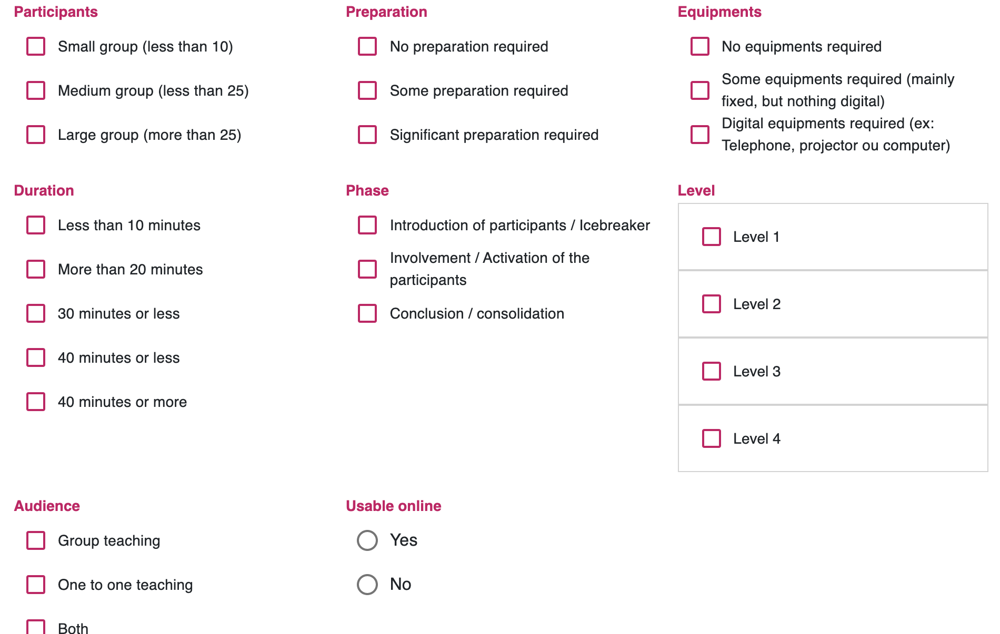 Participants
Small group (less than 10)
Medium group (less than 25)
Large group (more than 25)
Preparation
No preparation required
Some preparation required
Significant preparation required
Equipments
No equipments required
Some equipments required (mainly
fixed, but nothing digital)
Digital equipments required (ex:
Telephone, projector ou computer)
Duration
Less than 10 minutes
More than 20 minutes
30 minutes or less
40 minutes or less
40 minutes or more
Phase
Introduction of participants / Icebreaker
Involvement / Activation of the
participants
Conclusion / consolidation
Level
Level 1
Level 2
Level 3
Level 4
Audience
Group teaching
One to one teaching
Both
Usable online
Yes
No